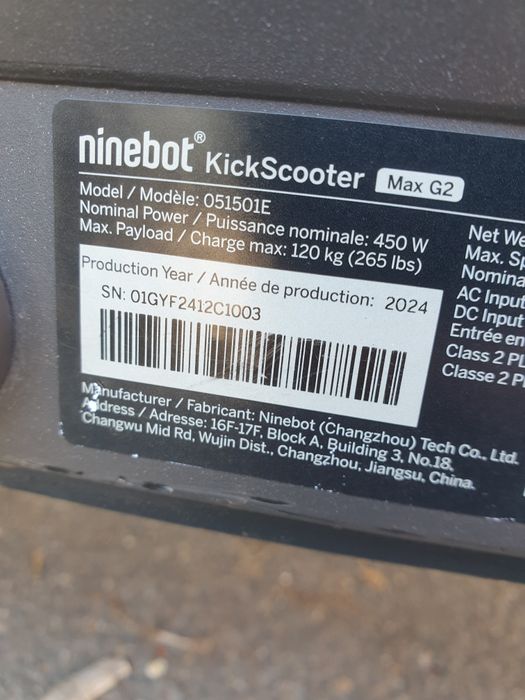 ninebot® KickScooter Max G2
Model / Modèle: 051501E
Nominal Power / Puissance nominale: 450 W
Max. Payload / Charge max: 120 kg (265 lbs)
Production Year / Année de production: 2024
SN: 01GYF2412C1003
Manufacturer / Fabricant: Ninebot (Changzhou) Tech Co., Ltd.
Address / Adresse: 16F-17F, Block A, Building 3, No.18,
Changwu Mid Rd, Wujin Dist., Changzhou, Jiangsu, China.
Net We
Max. Sp
Nomina
AC Input
DC Input
Entrée en
Class 2 PL
Classe 2 P